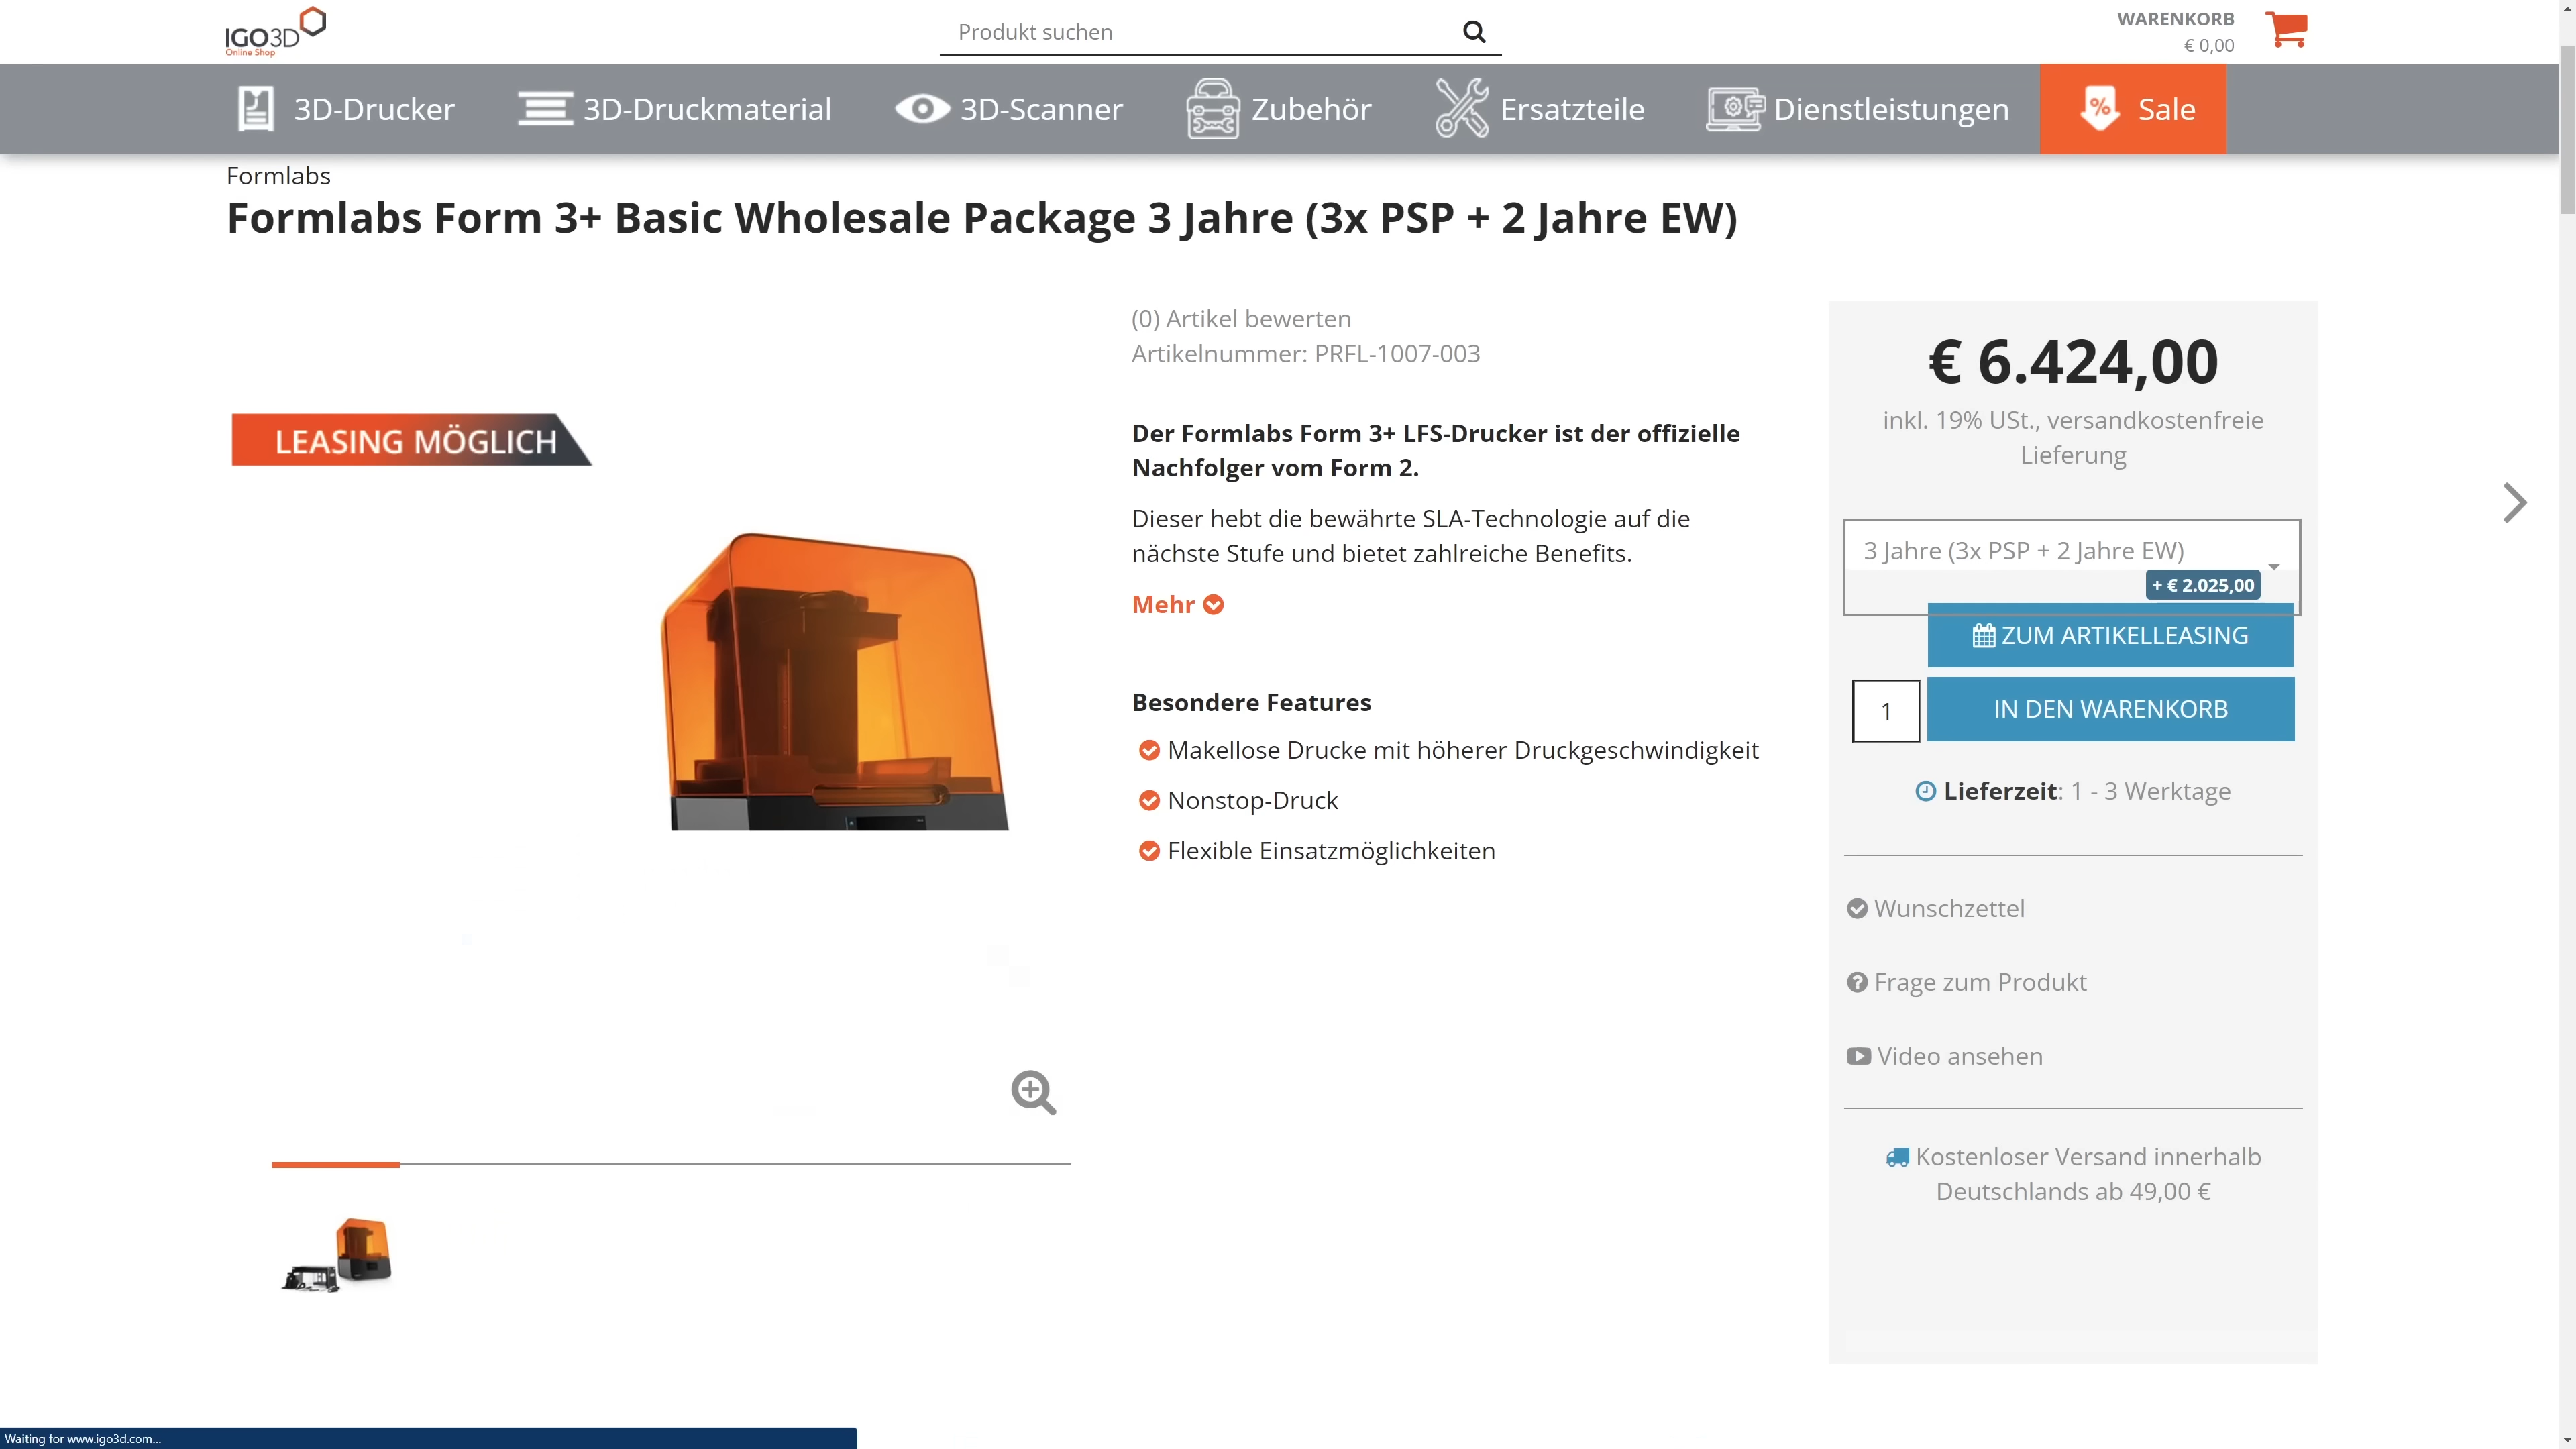 IGO3D
Online Shop
Produkt suchen
WARENKORB
€ 0,00
3D-Drucker
3D-Druckmaterial
3D-Scanner
Zubehör
Ersatzteile
Dienstleistungen
% Sale
Formlabs
Formlabs Form 3+ Basic Wholesale Package 3 Jahre (3x PSP + 2 Jahre EW)
LEASING MÖGLICH
(0) Artikel bewerten
Artikelnummer: PRFL-1007-003
Der Formlabs Form 3+ LFS-Drucker ist der offizielle
Nachfolger vom Form 2.
Dieser hebt die bewährte SLA-Technologie auf die
nächste Stufe und bietet zahlreiche Benefits.
Mehr
Besondere Features
Makellose Drucke mit höherer Druckgeschwindigkeit
Nonstop-Druck
Flexible Einsatzmöglichkeiten
€ 6.424,00
inkl. 19% USt., versandkostenfreie
Lieferung
3 Jahre (3x PSP + 2 Jahre EW)
+ € 2.025,00
ZUM ARTIKELLEASING
1
IN DEN WARENKORB
Lieferzeit: 1 - 3 Werktage
Wunschzettel
Frage zum Produkt
Video ansehen
Kostenloser Versand innerhalb
Deutschlands ab 49,00 €
Waiting for www.igo3d.com...